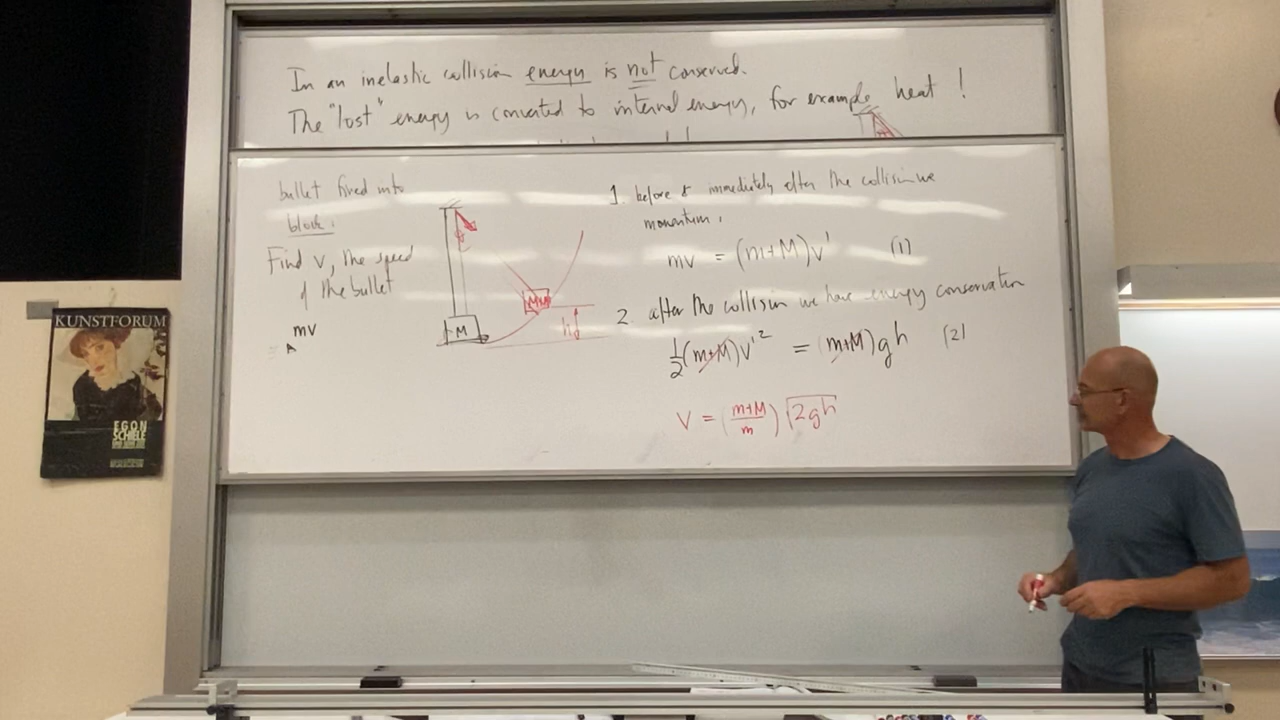 In an inelastic collision energy is not conserved.
The "lost" energy is converted to internal energy, for example heat !
bullet fired into
block:
Find v, the speed
of the bullet
mv
M
M+m
h
1. before & immediately after the collision we
momentum:
mv = (m+M)v' (1)
2. after the collision we have energy conservation
½(m+M)v'² = (m+M)gh (2)
v = (m+M/m) √2gh
KUNSTFORUM
EGON
SCHIELE